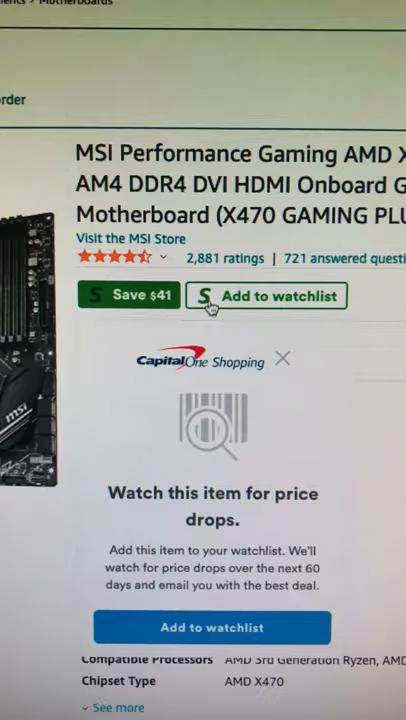 Motherboards
MSI Performance Gaming AMD X
AM4 DDR4 DVI HDMI Onboard G
Motherboard (X470 GAMING PLU
Visit the MSI Store
2,881 ratings | 721 answered questi
S Save $41
S Add to watchlist
msi
CapitalOne Shopping
Watch this item for price
drops.
Add this item to your watchlist. We'll
watch for price drops over the next 60
days and email you with the best deal.
Add to watchlist
Compatible Processors AMD 3rd Generation Ryzen, AMD
Chipset Type AMD X470
See more